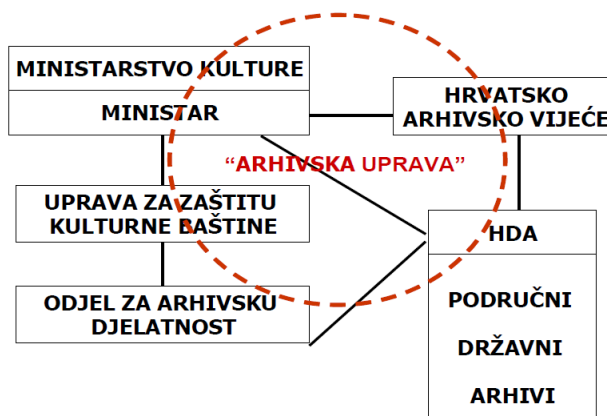 MINISTARSTVO KULTURE
MINISTAR
HRVATSKO
ARHIVSKO VIJEĆE
“ARHIVSKA UPRAVA”
UPRAVA ZA ZAŠTITU
KULTURNE BAŠTINE
HDA
ODJEL ZA ARHIVSKU
DJELATNOST
PODRUČNI
DRŽAVNI
ARHIVI